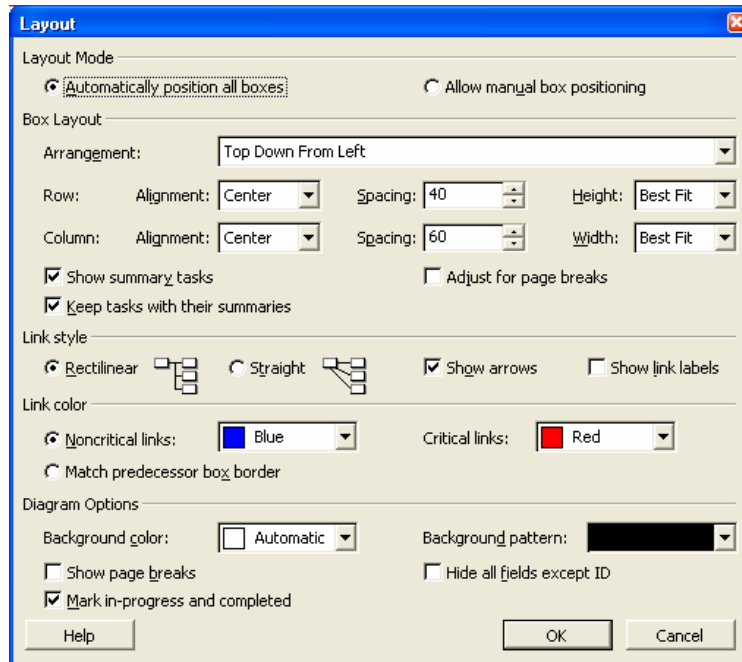 Layout
Layout Mode
Automatically position all boxes Allow manual box positioning
Box Layout
Arrangement: Top Down From Left
Row: Alignment: Center Spacing: 40 Height: Best Fit
Column: Alignment: Center Spacing: 60 Width: Best Fit
Show summary tasks Adjust for page breaks
Keep tasks with their summaries
Link style
Rectilinear Straight Show arrows Show link labels
Link color
Noncritical links: Blue Critical links: Red
Match predecessor box border
Diagram Options
Background color: Automatic Background pattern:
Show page breaks Hide all fields except ID
Mark in-progress and completed
Help OK Cancel